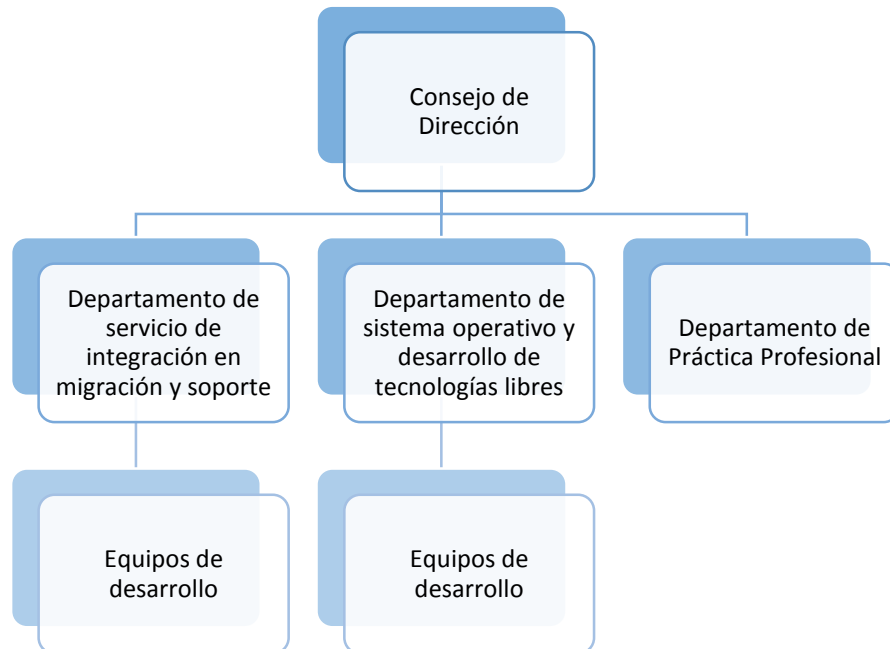 Consejo de
Dirección
Departamento de
servicio de
integración en
migración y soporte
Departamento de
sistema operativo y
desarrollo de
tecnologías libres
Departamento de
Práctica Profesional
Equipos de
desarrollo
Equipos de
desarrollo